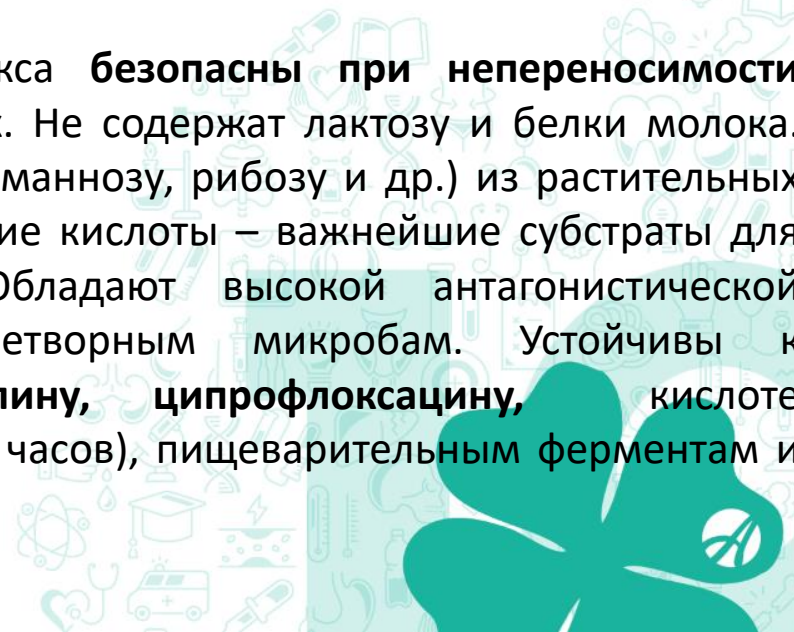 кса безопасны при непереносимости
х. Не содержат лактозу и белки молока.
маннозу, рибозу и др.) из растительных
ие кислоты – важнейшие субстраты для
Обладают высокой антагонистической
етворным микробам. Устойчивы к
лину, ципрофлоксацину, кислоте
часов), пищеварительным ферментам и